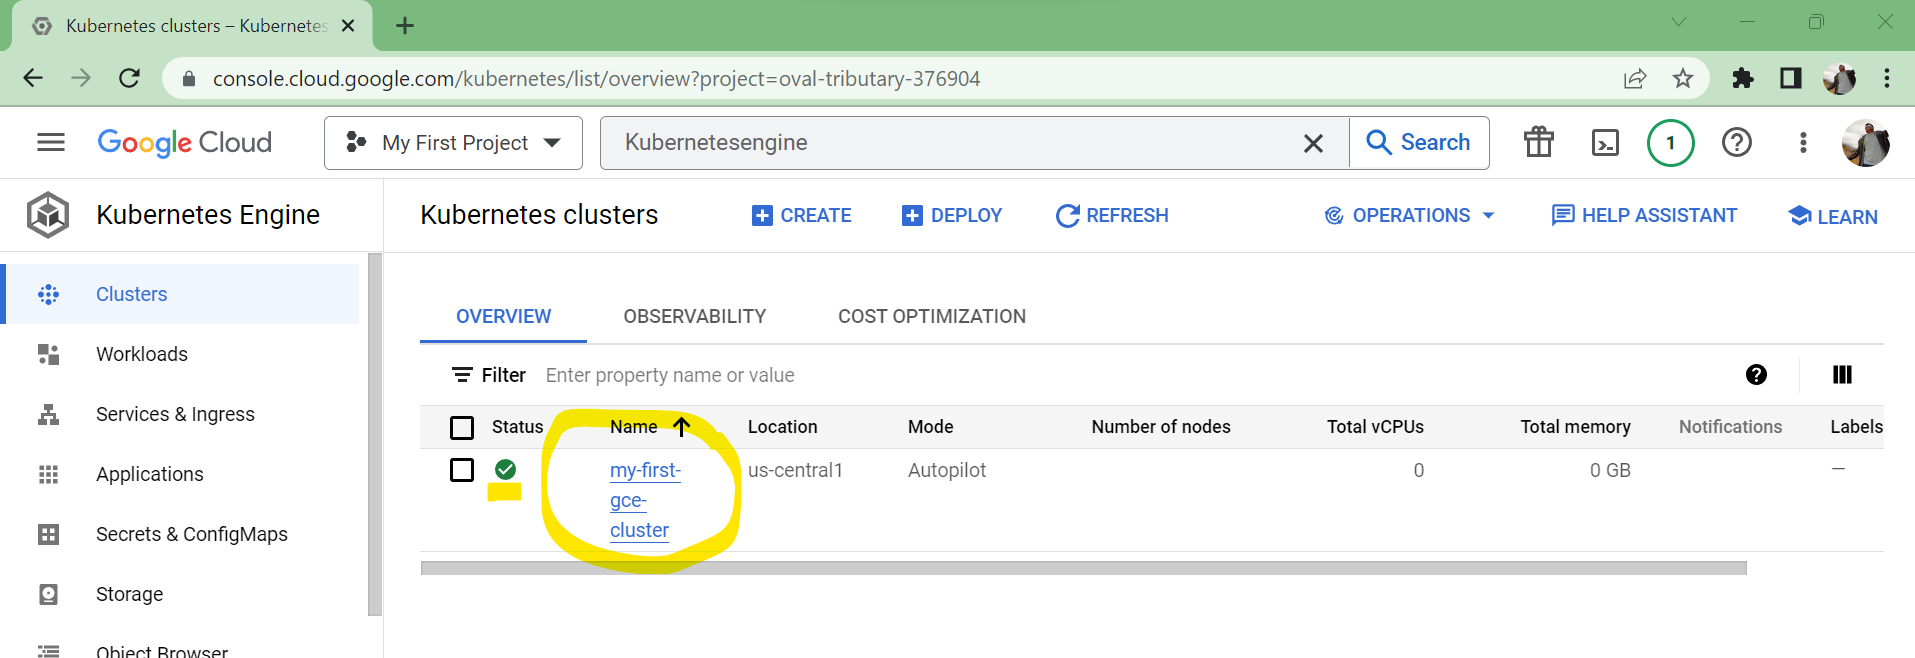 Kubernetes clusters – Kubernetes
console.cloud.google.com/kubernetes/list/overview?project=oval-tributary-376904
Google Cloud
My First Project
Kubernetesengine
Search
1
Kubernetes Engine
Kubernetes clusters
CREATE
DEPLOY
REFRESH
OPERATIONS
HELP ASSISTANT
LEARN
Clusters
Workloads
Services & Ingress
Applications
Secrets & ConfigMaps
Storage
Object Browser
OVERVIEW
OBSERVABILITY
COST OPTIMIZATION
Filter
Enter property name or value
Status
Name
Location
Mode
Number of nodes
Total vCPUs
Total memory
Notifications
Labels
my-first-
gce-
cluster
us-central1
Autopilot
0
0 GB
—